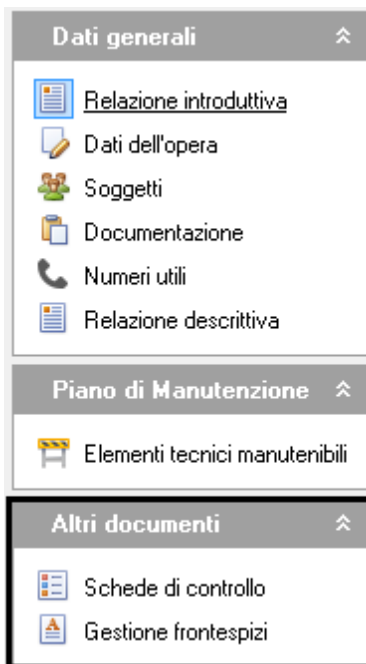 Dati generali
Relazione introduttiva
Dati dell'opera
Soggetti
Documentazione
Numeri utili
Relazione descrittiva
Piano di Manutenzione
Elementi tecnici manutenibili
Altri documenti
Schede di controllo
Gestione frontespizi